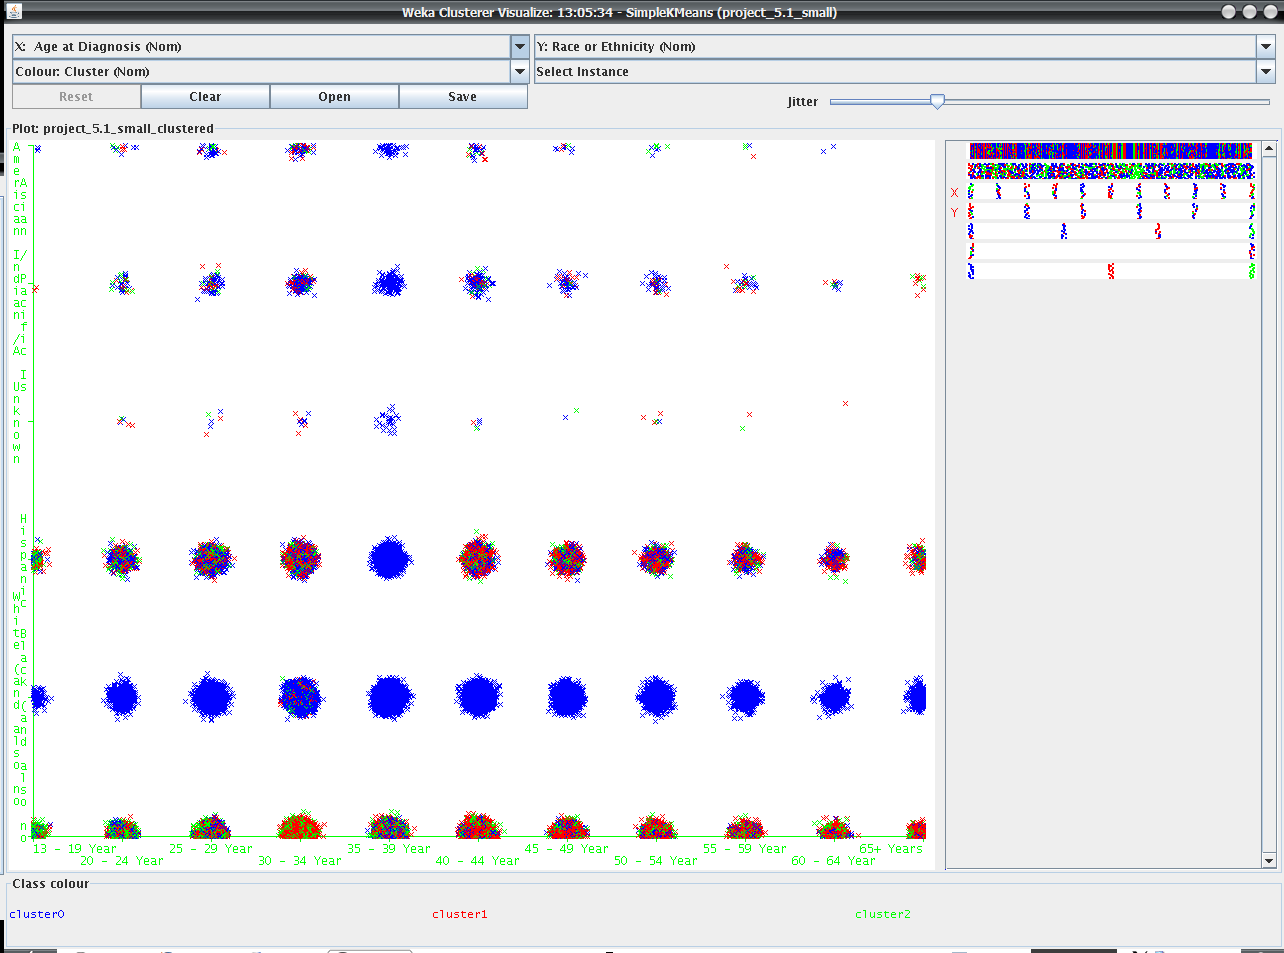 Weka Clusterer Visualize: 13:05:34 - SimpleKMeans (project_5.1_small)
X: Age at Diagnosis (Nom)
Y: Race or Ethnicity (Nom)
Colour: Cluster (Nom)
Select Instance
Reset
Clear
Open
Save
Jitter
Plot: project_5.1_small_clustered
X
Y
13 - 19 Year
20 - 24 Year
25 - 29 Year
30 - 34 Year
35 - 39 Year
40 - 44 Year
45 - 49 Year
50 - 54 Year
55 - 59 Year
60 - 64 Year
65+ Years
Class colour
cluster0
cluster1
cluster2